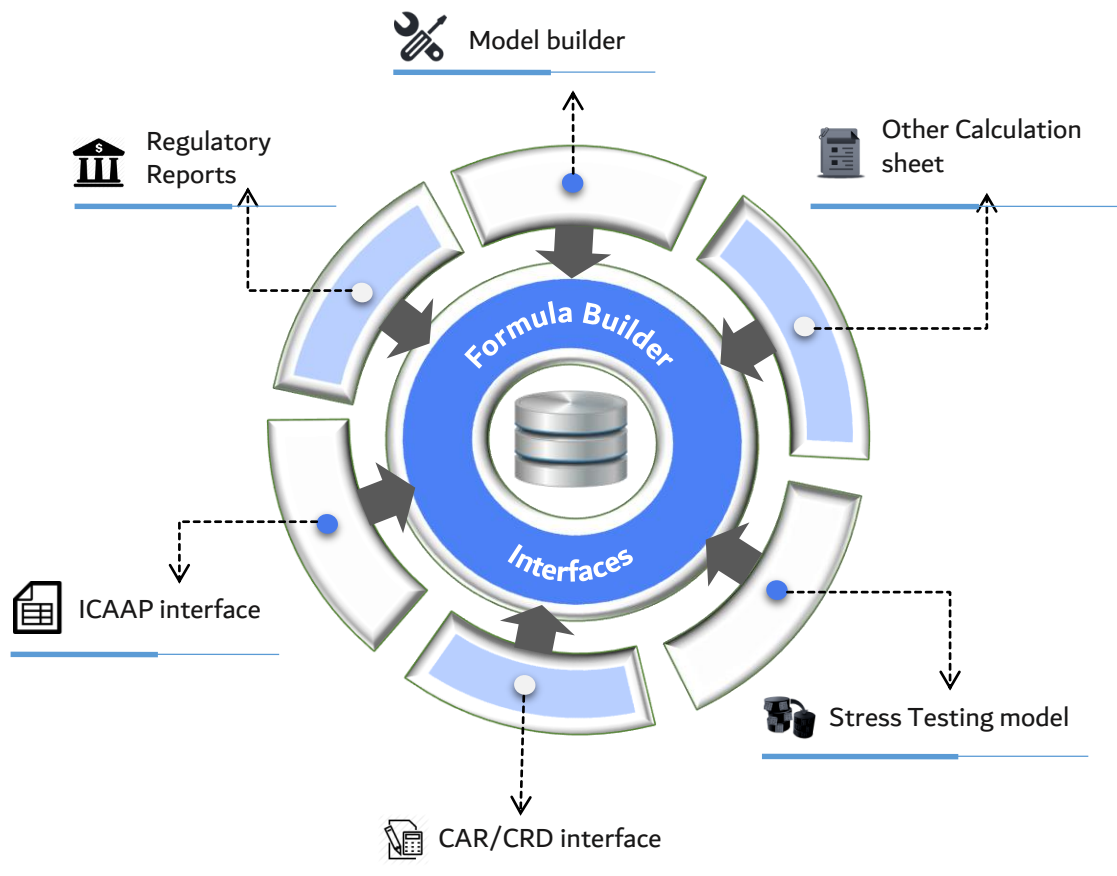 Model builder
Regulatory
Reports
Other Calculation
sheet
Formula Builder
Interfaces
ICAAP interface
Stress Testing model
CAR/CRD interface